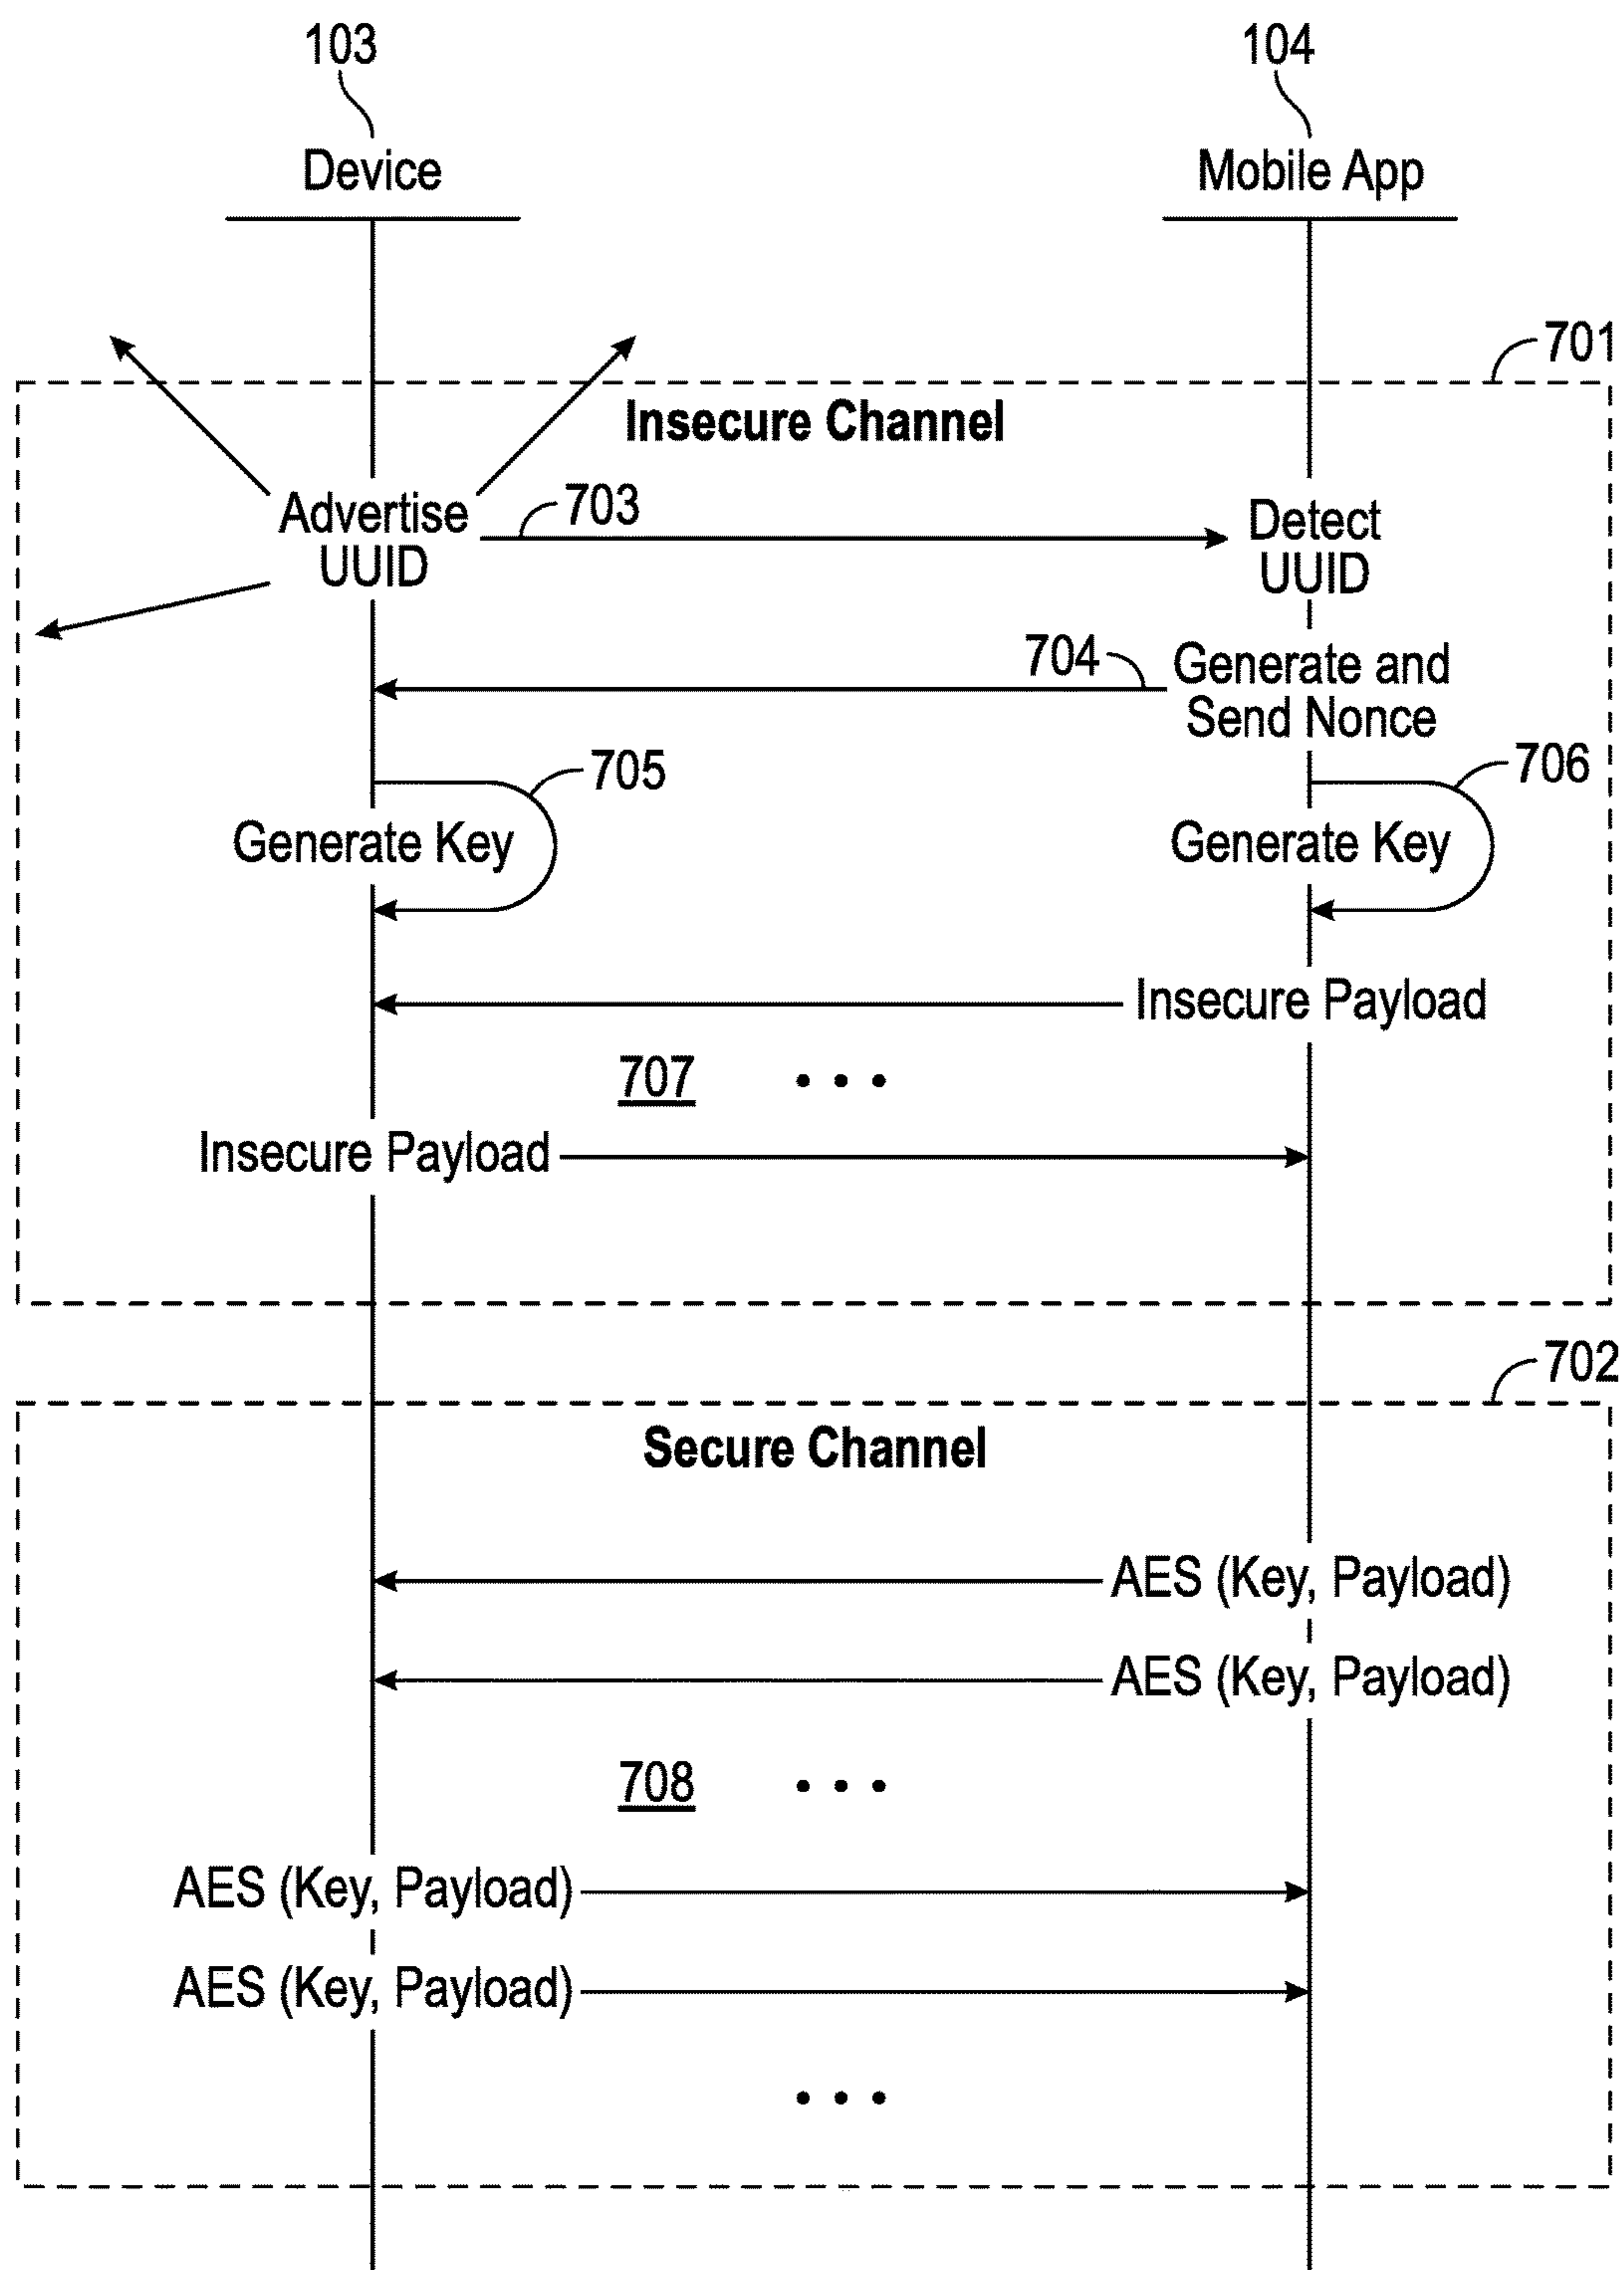 103
104
Device
Mobile App
701
Insecure Channel
703
Advertise
UUID
Detect
UUID
704
Generate and
Send Nonce
705
706
Generate Key
Generate Key
Insecure Payload
707
Insecure Payload
702
Secure Channel
AES (Key, Payload)
AES (Key, Payload)
708
AES (Key, Payload)
AES (Key, Payload)